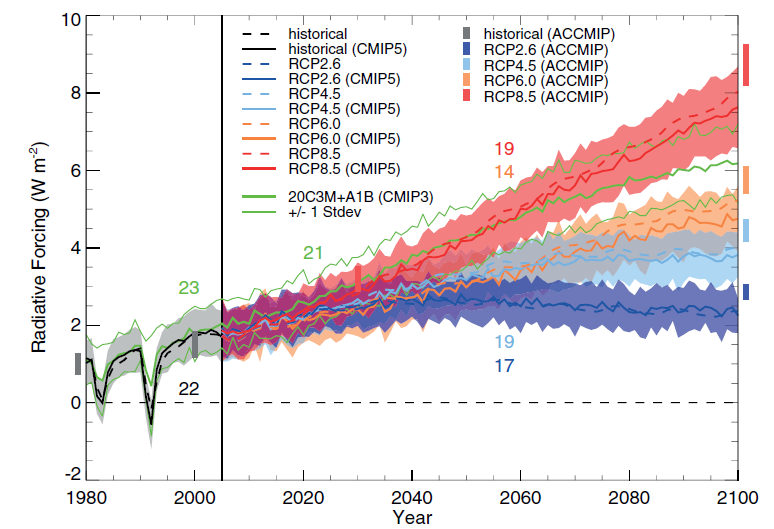 historical
historical (CMIP5)
RCP2.6
RCP2.6 (CMIP5)
RCP4.5
RCP4.5 (CMIP5)
RCP6.0
RCP6.0 (CMIP5)
RCP8.5
RCP8.5 (CMIP5)
20C3M+A1B (CMIP3)
+/- 1 Stdev
historical (ACCMIP)
RCP2.6 (ACCMIP)
RCP4.5 (ACCMIP)
RCP6.0 (ACCMIP)
RCP8.5 (ACCMIP)
Radiative Forcing (W m-2)
8
6
4
2
0
-2
19
14
21
23
22
19
17
1980
2000
2020
2040
2060
2080
2100
Year